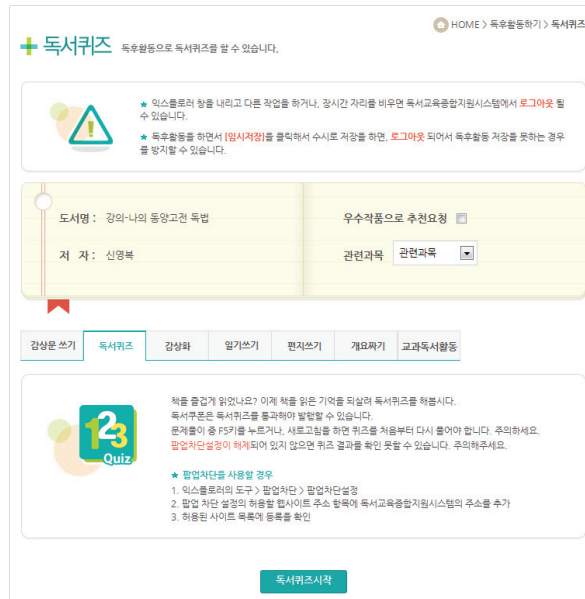 HOME > 독후활동하기 > 독서퀴즈
독서퀴즈 독후활동으로 독서퀴즈를 할 수 있습니다.
★ 익스플로러 창을 내리고 다른 작업을 하거나, 장시간 자리를 비우면 독서교육종합지원시스템에서 로그아웃 될
수 있습니다.
★ 독후활동을 하면서 [임시저장]를 클릭해서 수시로 저장을 하면, 로그아웃 되어서 독후활동 저장을 못하는 경우
를 방지할 수 있습니다.
도서명 : 강의-나의 동양고전 독법 우수작품으로 추천요청
저 자 : 신영복 관련과목 관련과목
감상문 쓰기 독서퀴즈 감상화 일기쓰기 편지쓰기 개요짜기 교과독서활동
123
Quiz
책을 즐겁게 읽었나요? 이제 책을 읽은 기억을 되살려 독서퀴즈를 해봅시다.
독서쿠폰은 독서퀴즈를 통과해야 발행할 수 있습니다.
문제풀이 중 F5키를 누르거나, 새로고침을 하면 퀴즈를 처음부터 다시 풀어야 합니다. 주의하세요.
팝업차단설정이 해제되어 있지 않으면 퀴즈 결과를 확인 못할 수 있습니다. 주의해주세요.
★ 팝업차단을 사용할 경우
1. 익스플로러의 도구 > 팝업차단 > 팝업차단설정
2. 팝업 차단 설정의 허용할 웹사이트 주소 항목에 독서교육종합지원시스템의 주소를 추가
3. 허용된 사이트 목록에 등록을 확인
독서퀴즈시작